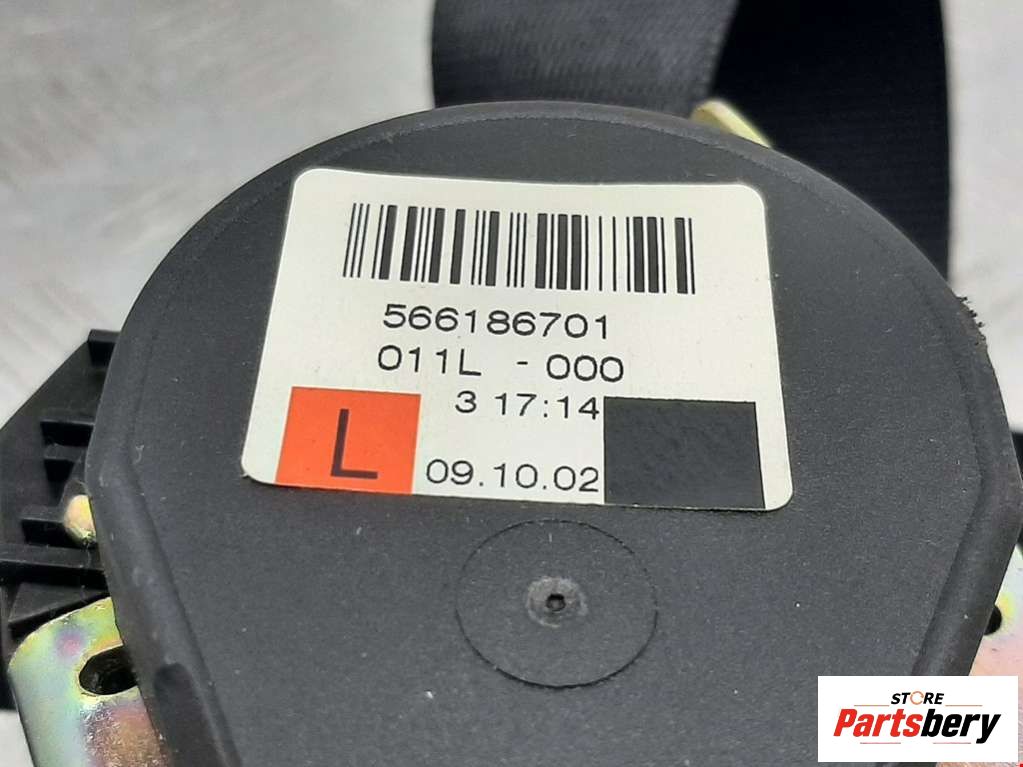 566186701
011L - 000
3 17:14
L
09.10.02
STORE
Partsbery